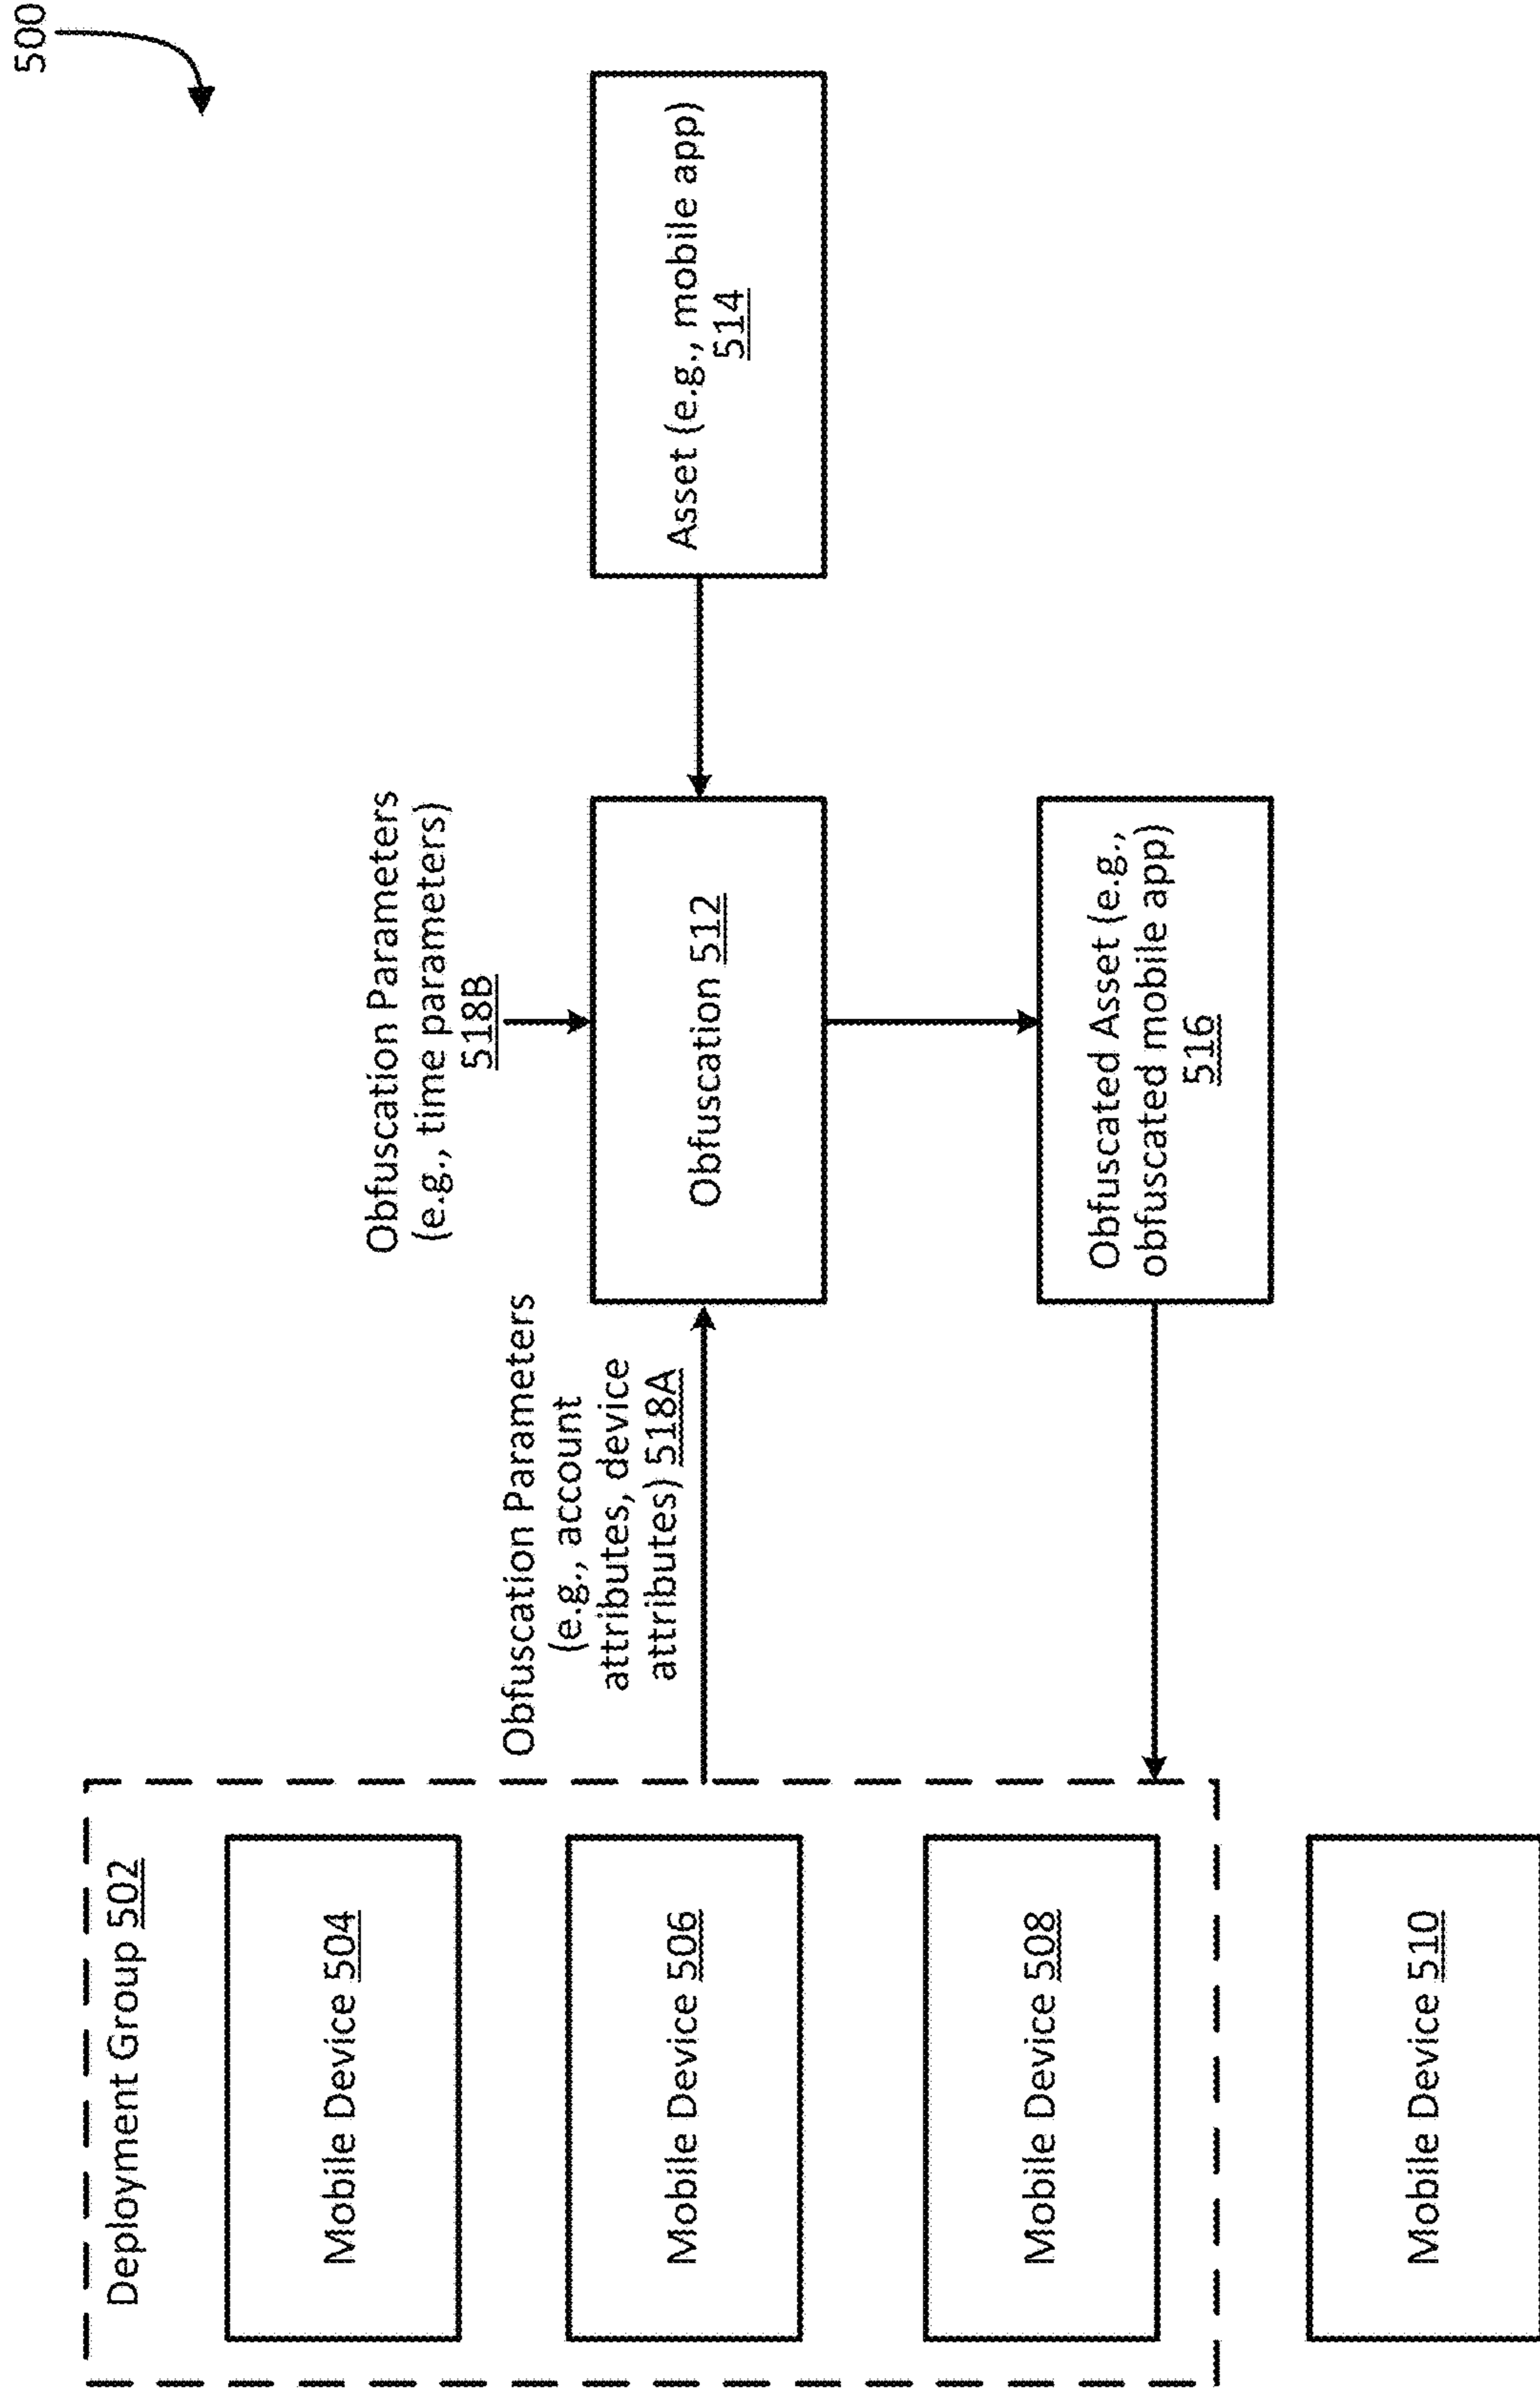 500
Deployment Group 502
Mobile Device 504
Mobile Device 506
Mobile Device 508
Mobile Device 510
Obfuscation Parameters
(e.g., account
attributes, device
attributes) 518A
Obfuscation Parameters
(e.g., time parameters)
518B
Obfuscation 512
Obfuscated Asset (e.g.,
obfuscated mobile app)
516
Asset (e.g., mobile app)
514